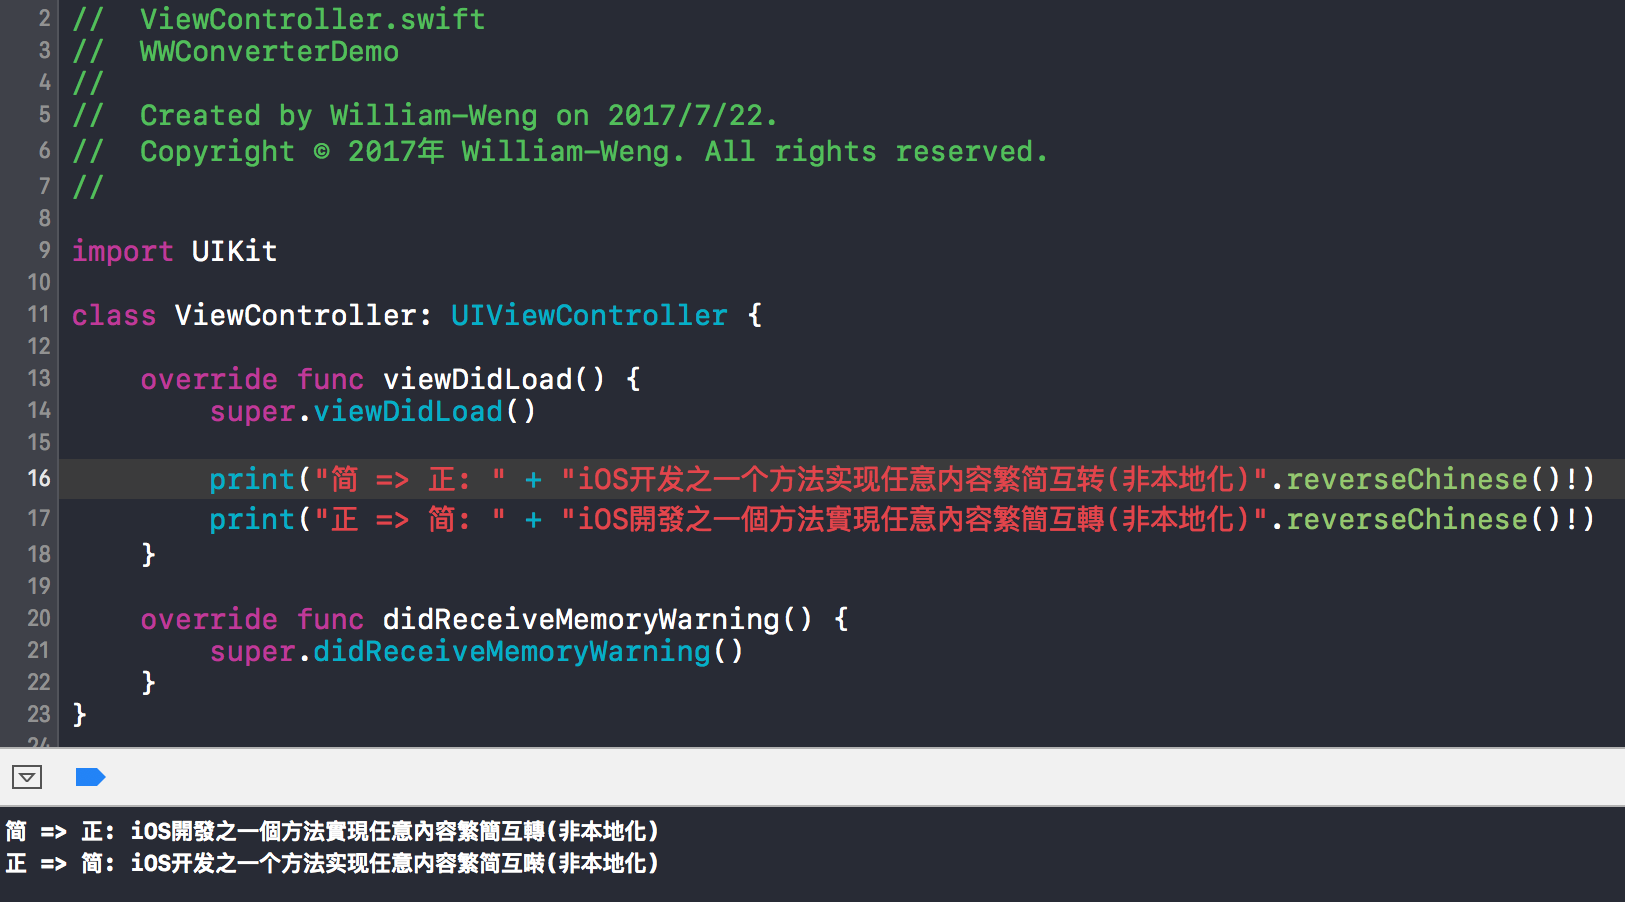 2 //  ViewController.swift
3 //  WWConverterDemo
4 //
5 //  Created by William-Weng on 2017/7/22.
6 //  Copyright © 2017年 William-Weng. All rights reserved.
7 //
8
9 import UIKit
10
11 class ViewController: UIViewController {
12
13     override func viewDidLoad() {
14         super.viewDidLoad()
15
16         print("简 => 正: " + "iOS开发之一个方法实现任意内容繁简互转(非本地化)".reverseChinese()!)
17         print("正 => 简: " + "iOS開發之一個方法實現任意內容繁簡互轉(非本地化)".reverseChinese()!)
18     }
19
20     override func didReceiveMemoryWarning() {
21         super.didReceiveMemoryWarning()
22     }
23 }
24
简 => 正: iOS開發之一個方法實現任意內容繁簡互轉(非本地化)
正 => 简: iOS开发之一个方法实现任意内容繁简互(非本地化)